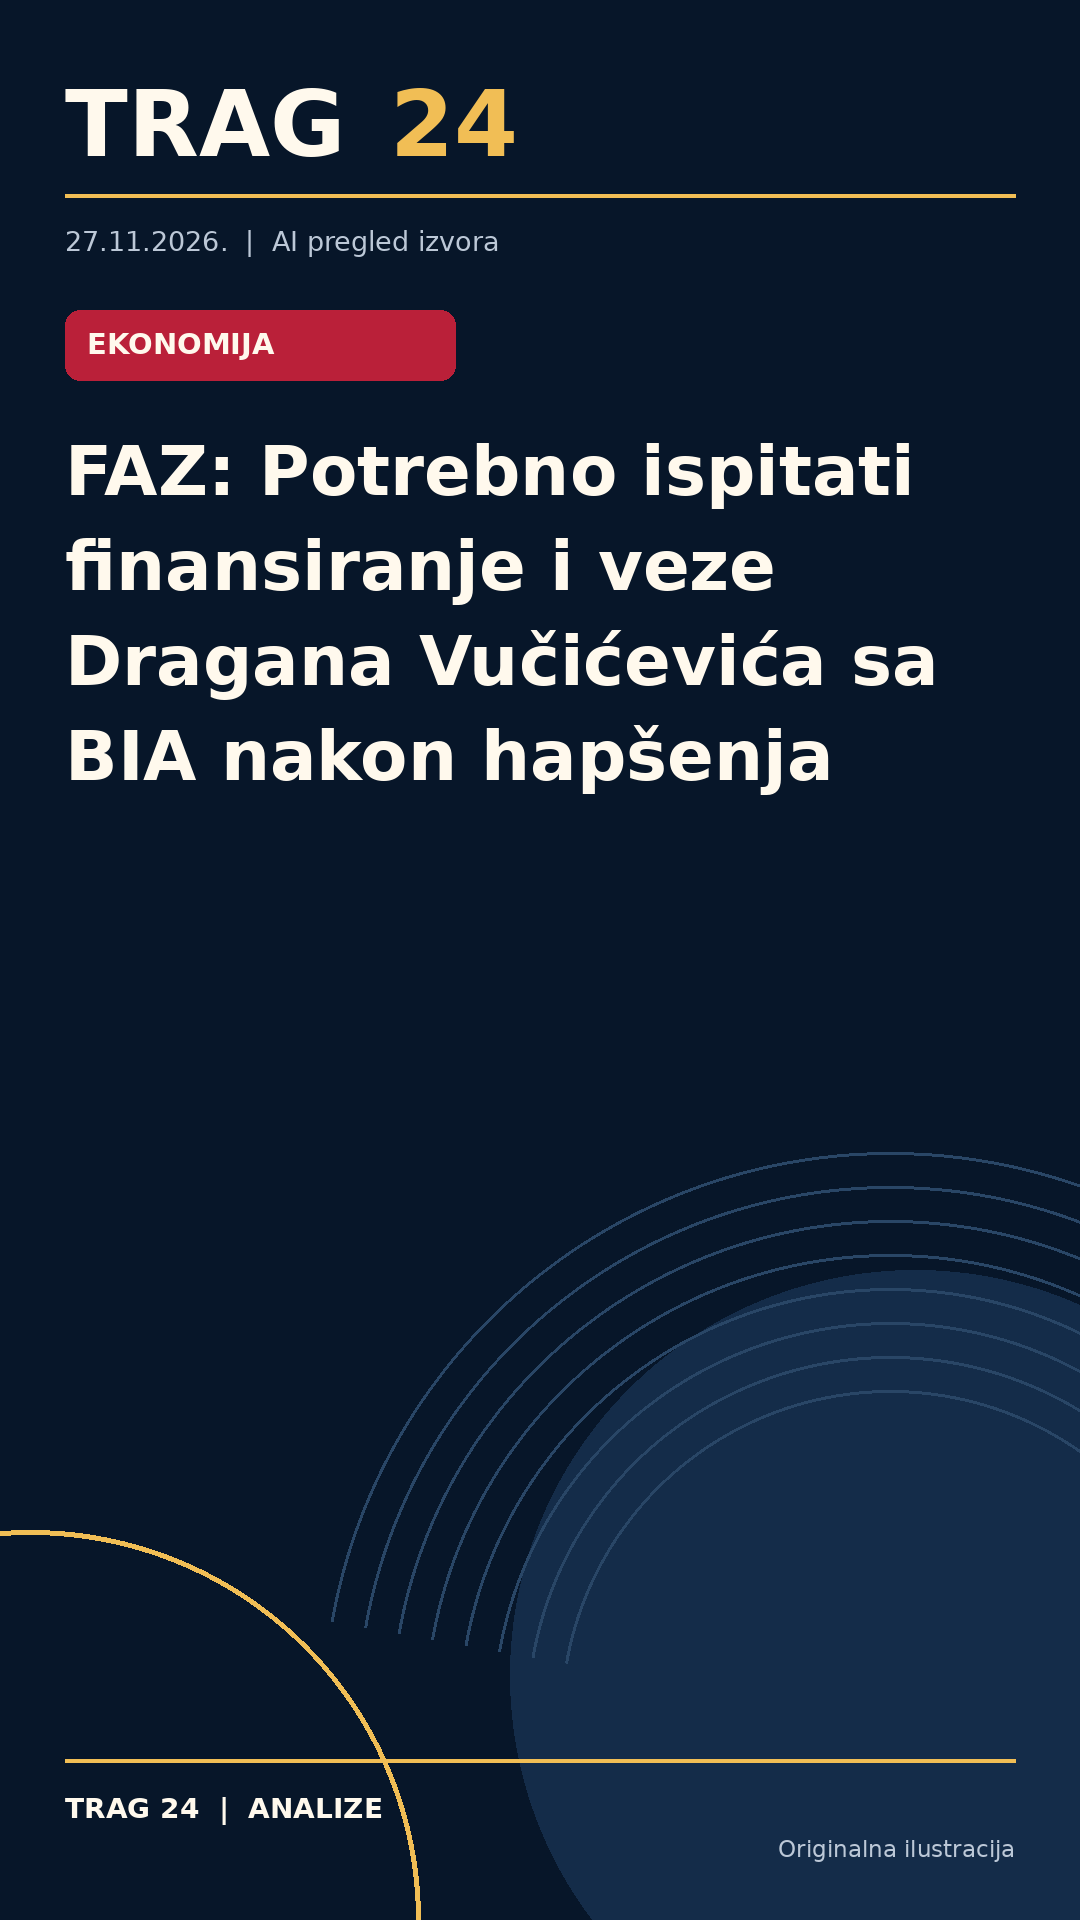 TRAG 24
27.11.2026. | AI pregled izvora
EKONOMIJA
FAZ: Potrebno ispitati
finansiranje i veze
Dragana Vučićevića sa
BIA nakon hapšenja
TRAG 24 | ANALIZE
Originalna ilustracija